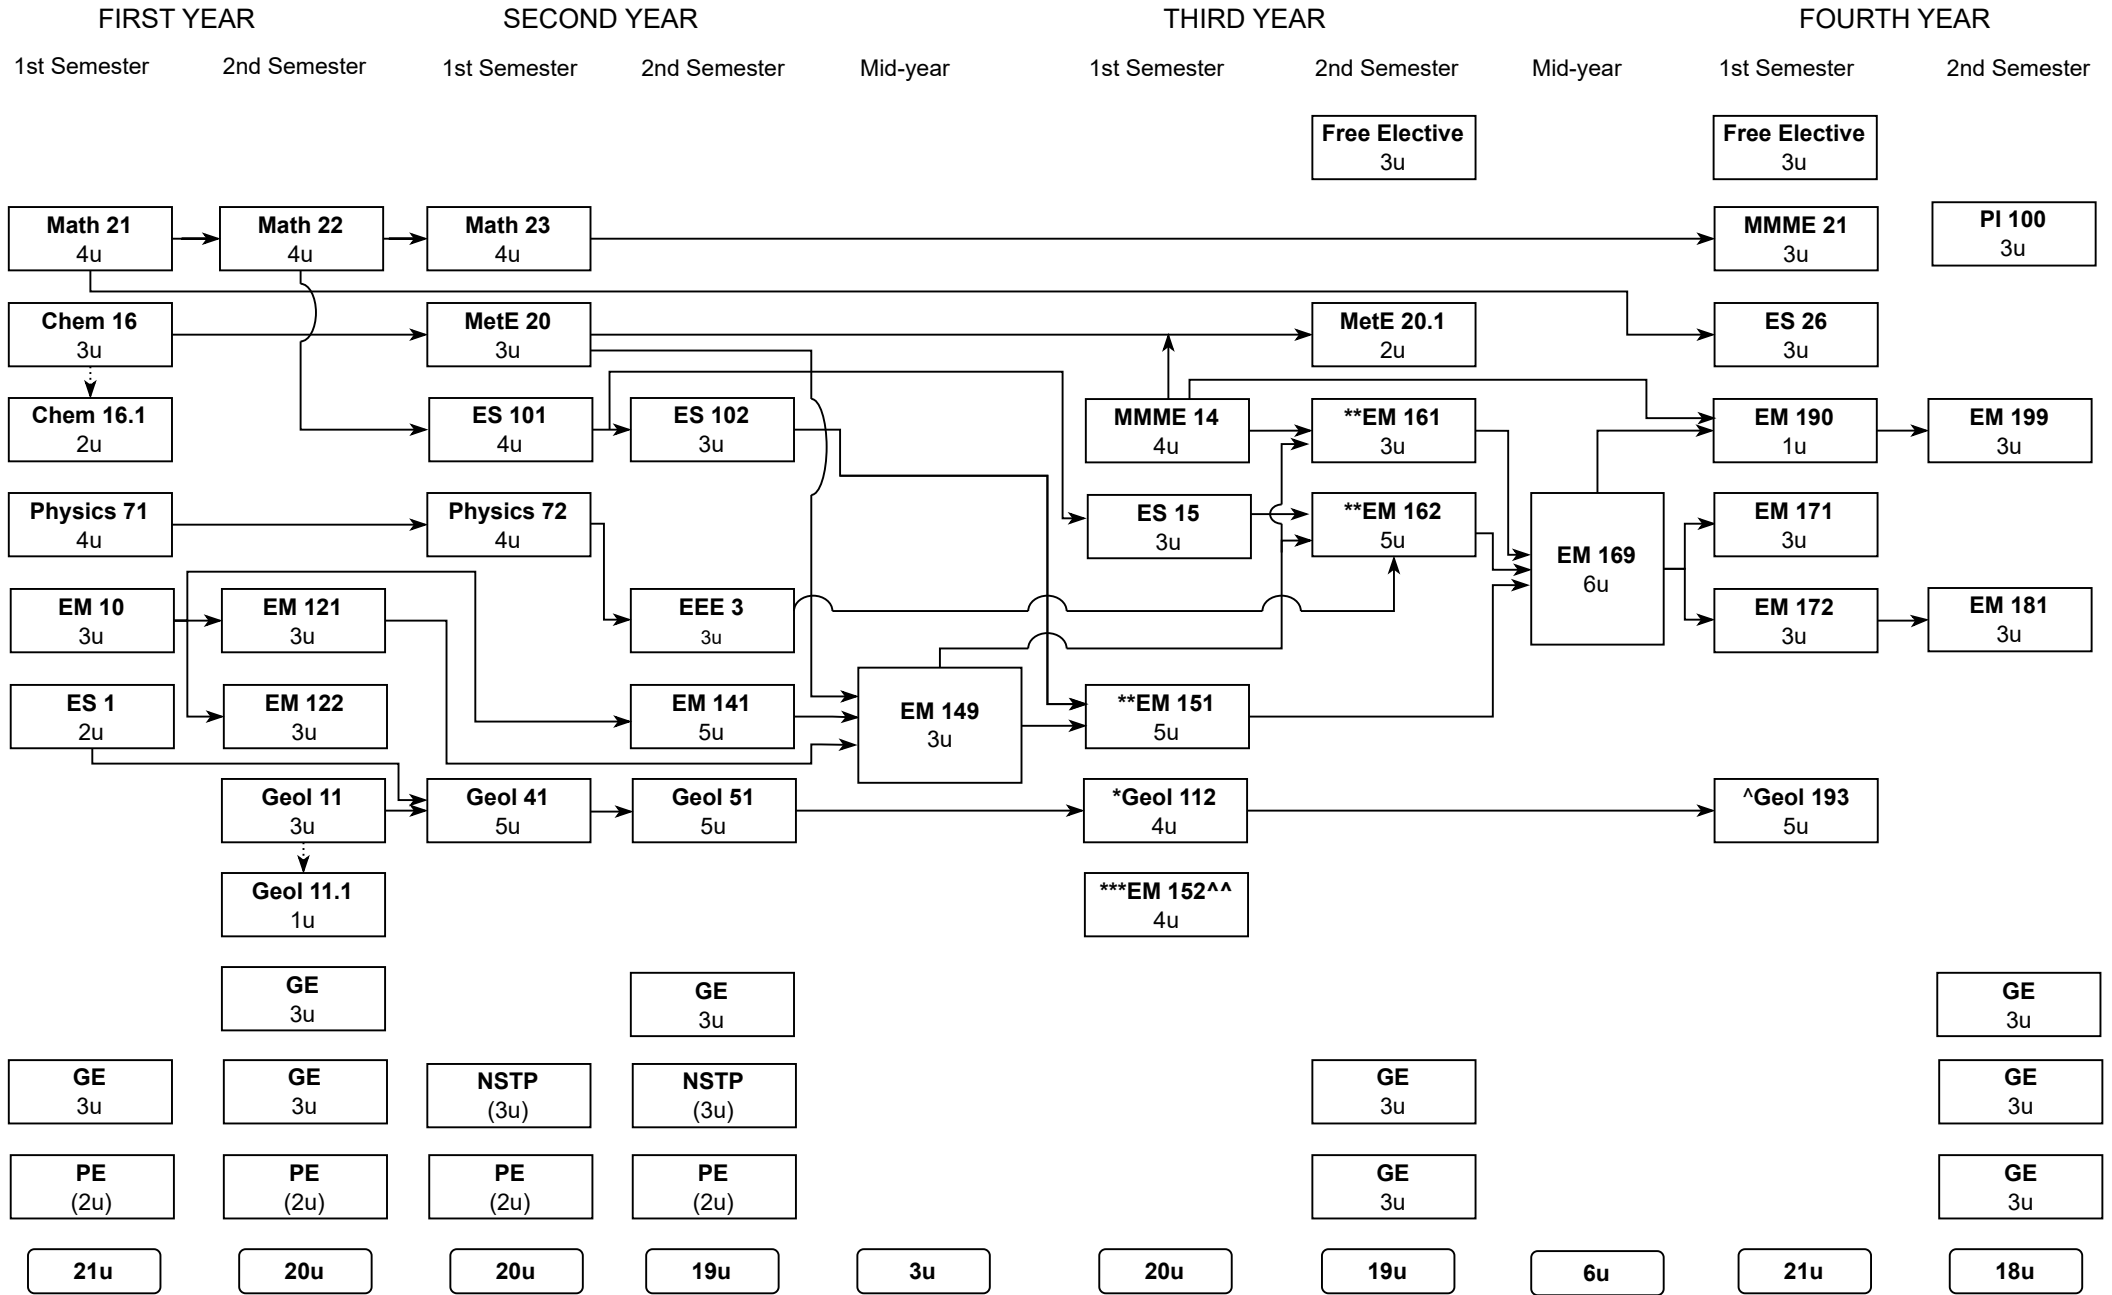 FIRST YEAR
SECOND YEAR
THIRD YEAR
FOURTH YEAR
1st Semester
2nd Semester
1st Semester
2nd Semester
Mid-year
1st Semester
2nd Semester
Mid-year
1st Semester
2nd Semester
Free Elective
3u
Free Elective
3u
Math 21
4u
Math 22
4u
Math 23
4u
MMME 21
3u
PI 100
3u
Chem 16
3u
MetE 20
3u
MetE 20.1
2u
ES 26
3u
Chem 16.1
2u
ES 101
4u
ES 102
3u
MMME 14
4u
**EM 161
3u
EM 190
1u
EM 199
3u
Physics 71
4u
Physics 72
4u
ES 15
3u
**EM 162
5u
EM 169
6u
EM 171
3u
EM 10
3u
EM 121
3u
EEE 3
3u
EM 172
3u
EM 181
3u
ES 1
2u
EM 122
3u
EM 141
5u
EM 149
3u
**EM 151
5u
Geol 11
3u
Geol 41
5u
Geol 51
5u
*Geol 112
4u
^Geol 193
5u
Geol 11.1
1u
***EM 152^^
4u
GE
3u
GE
3u
GE
3u
GE
3u
GE
3u
NSTP
(3u)
NSTP
(3u)
GE
3u
GE
3u
PE
(2u)
PE
(2u)
PE
(2u)
PE
(2u)
GE
3u
GE
3u
21u
20u
20u
19u
3u
20u
19u
6u
21u
18u